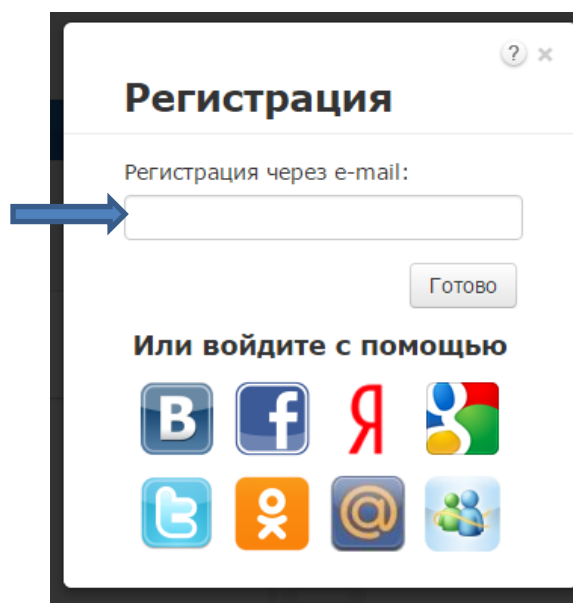 ?
Регистрация
Регистрация через e-mail:
Готово
Или войдите с помощью
В f Я g
t @